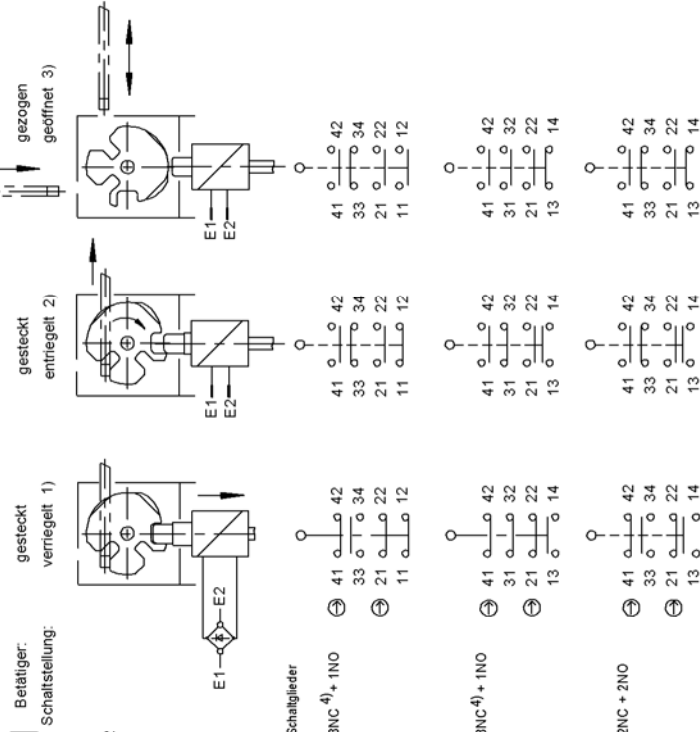 Betätiger: gesteckt gesteckt gezogen
Schaltstellung: verriegelt 1) entriegelt 2) geöffnet 3)
E1 E1
E1 E2
E2 E2
Schaltglieder
3NC 4) + 1NO 41 42 41 42 41 42
33 34 33 34 33 34
21 22 21 22 21 22
11 12 11 12 11 12
3NC 4) + 1NO 41 42 41 42 41 42
31 32 31 32 31 32
21 22 21 22 21 22
13 14 13 14 13 14
2NC + 2NO 41 42 41 42 41 42
33 34 33 34 33 34
21 22 21 22 21 22
13 14 13 14 13 14